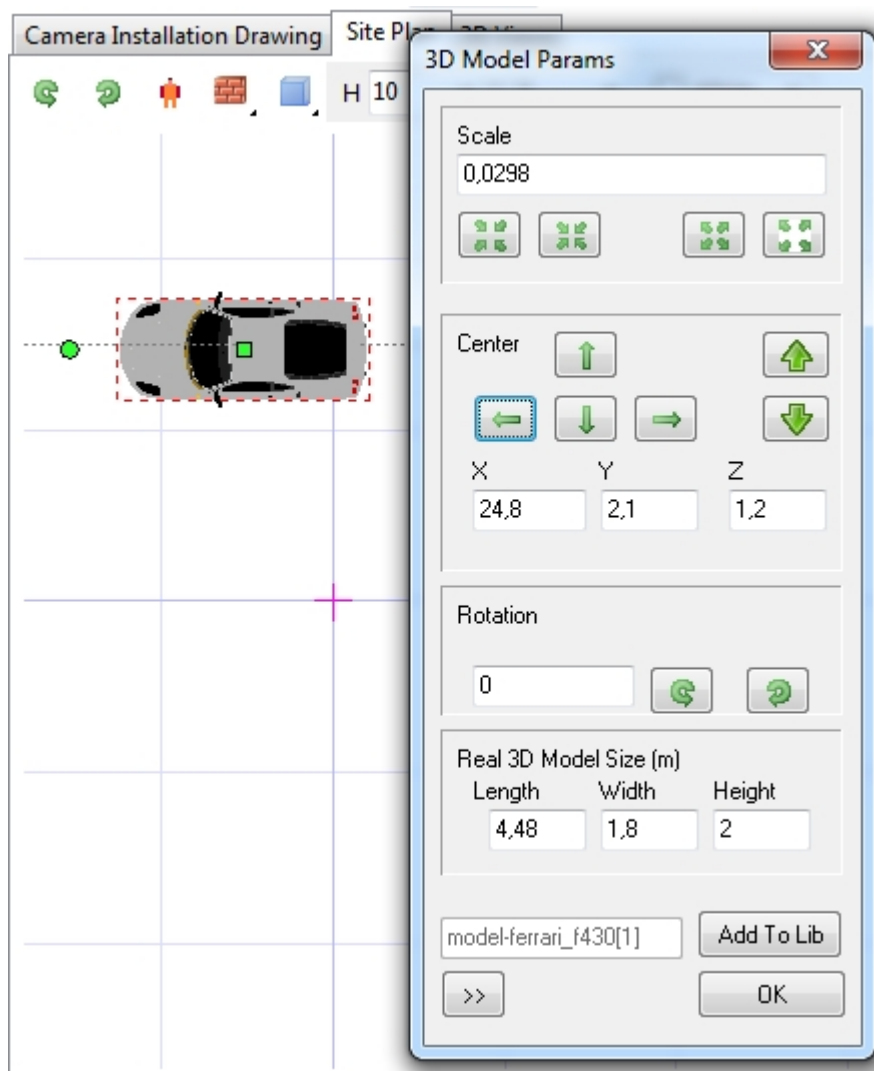 Camera Installation Drawing
Site Plan
3D Model Params
H 10
Scale
0,0298
Center
X Y Z
24,8 2,1 1,2
Rotation
0
Real 3D Model Size (m)
Length Width Height
4,48 1,8 2
model-ferrari_f430[1] Add To Lib
>> OK